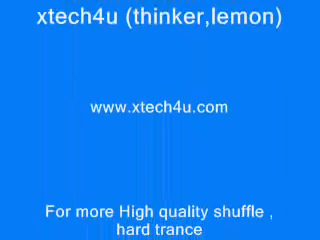 xtech4u (thinker,lemon)
www.xtech4u.com
For more High quality shuffle ,
hard trance